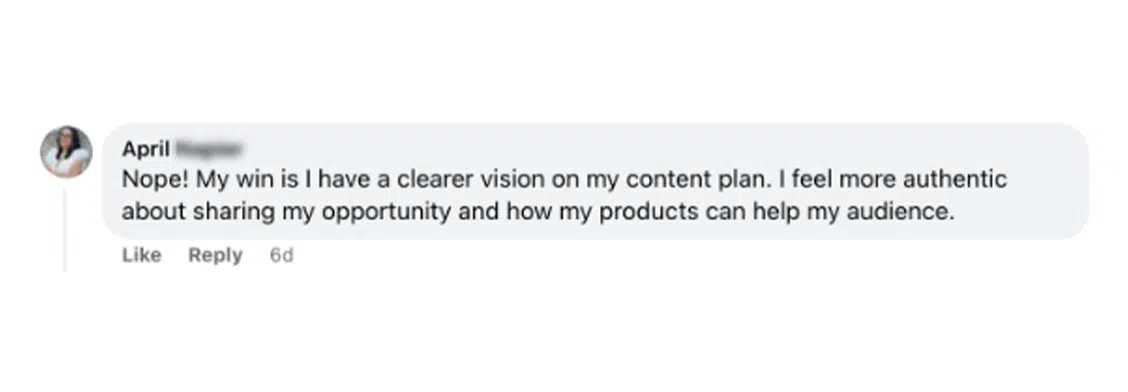 April
Nope! My win is I have a clearer vision on my content plan. I feel more authentic
about sharing my opportunity and how my products can help my audience.
Like Reply 6d